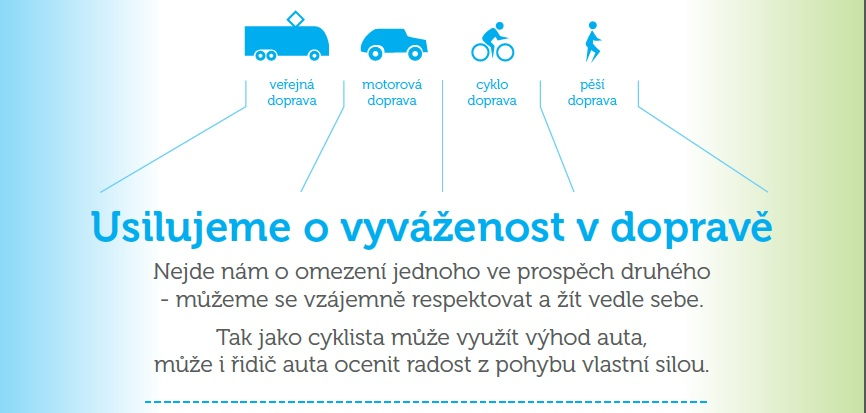 veřejná doprava
motorová doprava
cyklo doprava
pěší doprava
Usilujeme o vyváženost v dopravě
Nejde nám o omezení jednoho ve prospěch druhého
- můžeme se vzájemně respektovat a žít vedle sebe.
Tak jako cyklista může využít výhod auta,
může i řidič auta ocenit radost z pohybu vlastní silou.